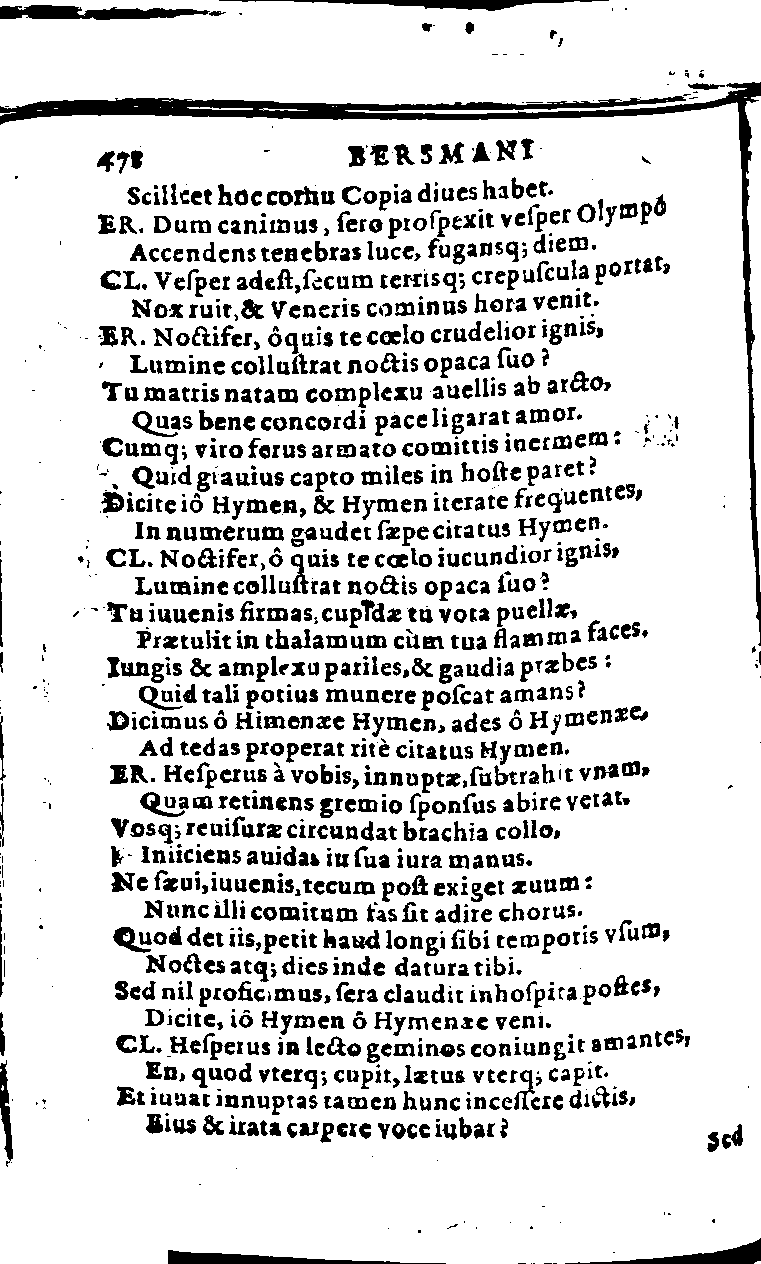 478 BERSMANI
Scilicet hoc cornu Copia diues habet.
ER. Dum canimus, ſero proſpexit veſper Olympô
Accendens tenebras luce, fugansq; diem.
CL. Veſper adeſt, ſecum terrisq; crepuſcula portat,
Nox ruit, & Veneris cominus hora venit.
ER. Noctifer, ô quis te cœlo crudelior ignis,
Lumine colluſtrat noctis opaca ſuo?
Tu matris natam complexu auellis ab arcto,
Quas bene concordi pace ligarat amor.
Cumq; viro ferus armato comittis inermem:
Quid grauius capto miles in hoſte paret?
Dicite iô Hymen, & Hymen iterate frequentes,
In numerum gaudet ſæpe citatus Hymen.
CL. Noctifer, ô quis te cœlo iucundior ignis,
Lumine colluſtrat noctis opaca ſuo?
Tu iuuenis firmas, cupidæ tu vota puellæ,
Prætulit in thalamum cùm tua flamma faces.
Iungis & amplexu pariles, & gaudia præbes:
Quid tali potius munere poſcat amans?
Dicimus ô Himenæe Hymen, ades ô Hymenæe,
Ad tedas properat ritè citatus Hymen.
ER. Heſperus à vobis, innuptæ, ſubtrahit vnam,
Quam retinens gremio ſponſus abire vetat.
Vosq; reuiſuræ circundat brachia collo,
Iniiciens auidas in ſua iura manus.
Ne ſæui, iuuenis, tecum poſt exiget æuum:
Nunc illi comitum fas ſit adire chorus.
Quod det iis, petit haud longi ſibi temporis vſum,
Noctes atq; dies inde datura tibi.
Sed nil proficimus, ſera claudit inhoſpita poſtes,
Dicite, iô Hymen ô Hymenæe veni.
CL. Heſperus in lecto geminos coniungit amantes,
En, quod vterq; cupit, lætus vterq; capit.
Et iuuat innuptas tamen hunc inceſſere dictis,
Eius & irata carpere voce iubar?
Sed